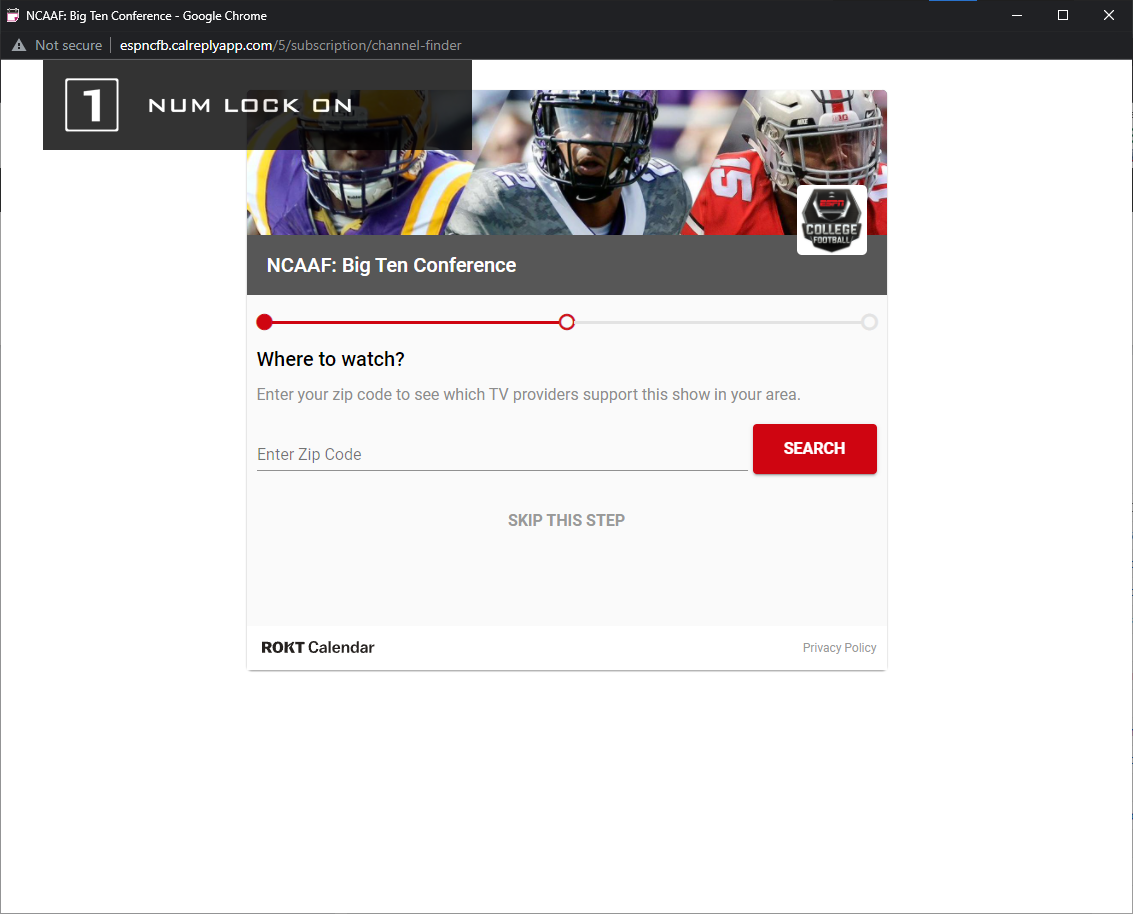 NCAAF: Big Ten Conference - Google Chrome
Not secure | espncfb.calreplyapp.com/5/subscription/channel-finder
1 NUM LOCK ON
2
15
ESPN
COLLEGE
FOOTBALL
NCAAF: Big Ten Conference
Where to watch?
Enter your zip code to see which TV providers support this show in your area.
Enter Zip Code
SEARCH
SKIP THIS STEP
ROKT Calendar
Privacy Policy